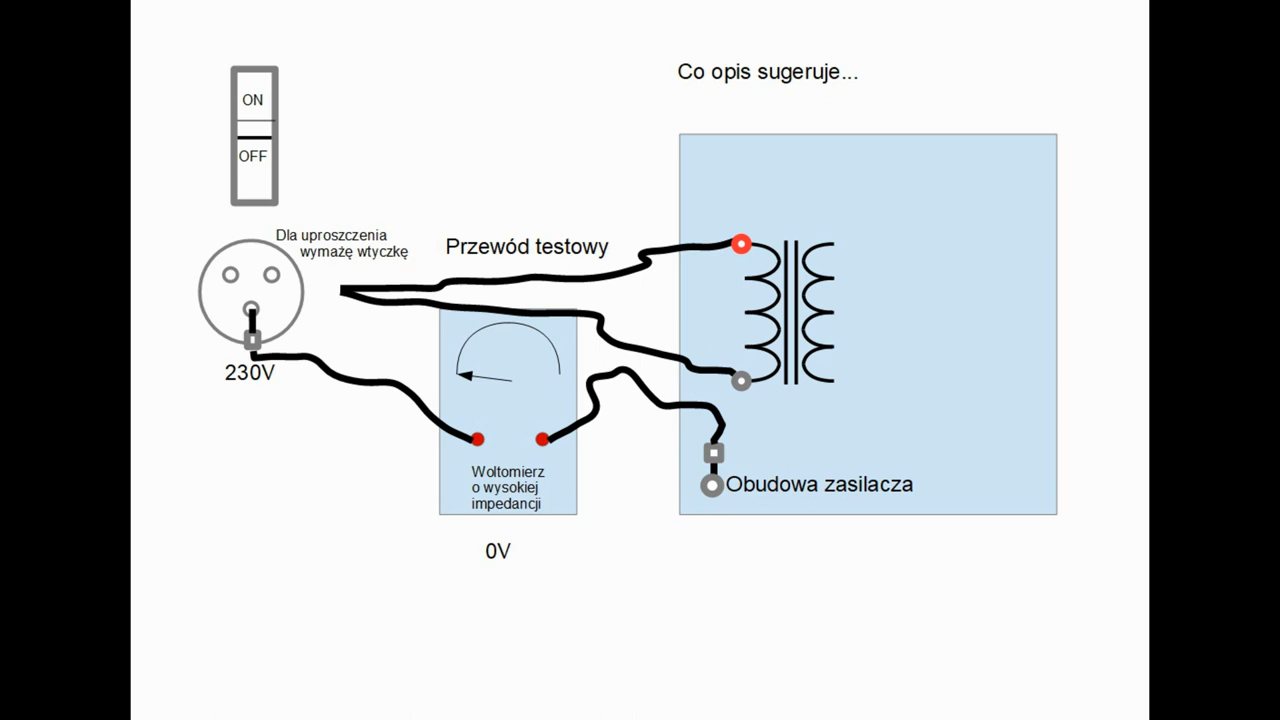 Co opis sugeruje...
ON
OFF
Dla uproszczenia
wymażę wtyczkę
Przewód testowy
230V
Woltomierz
o wysokiej
impedancji
Obudowa zasilacza
0V